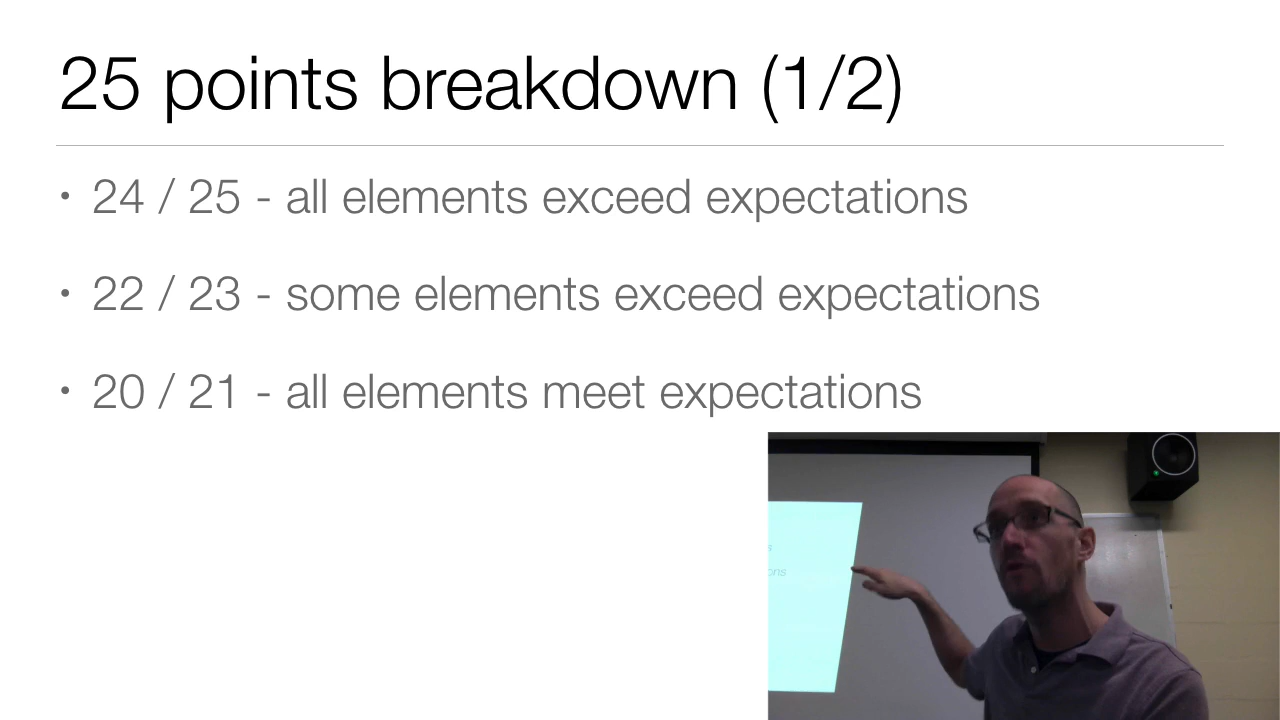 25 points breakdown (1/2)
• 24 / 25 - all elements exceed expectations
• 22 / 23 - some elements exceed expectations
• 20 / 21 - all elements meet expectations